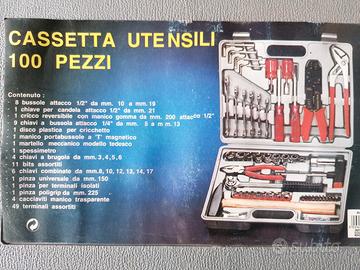 CASSETTA UTENSILI
100 PEZZI
Contenuto :
8 bussole attacco 1/2" da mm. 10 a mm. 19
1 chiave per candela attacco 1/2" da mm. 21
1 cricco reversibile con manico gomma da mm. 200 attacco 1/2"
9 chiavi a bussola attacco 1/4" da mm. 5 a mm. 13
1 disco plastica per cricchetto
1 manico portabussole a "T" magnetico
1 martello meccanico modello tedesco
1 spessimetro
4 chiavi a brugola da mm. 3,4,5,6
11 bits assortiti
6 chiavi combinate da mm. 8, 10, 12, 13, 14, 17
1 pinza universale da mm. 150
1 pinza per terminali isolati
1 pinza poligrip da mm. 225
4 cacciaviti manico trasparente
49 terminali assortiti
subito